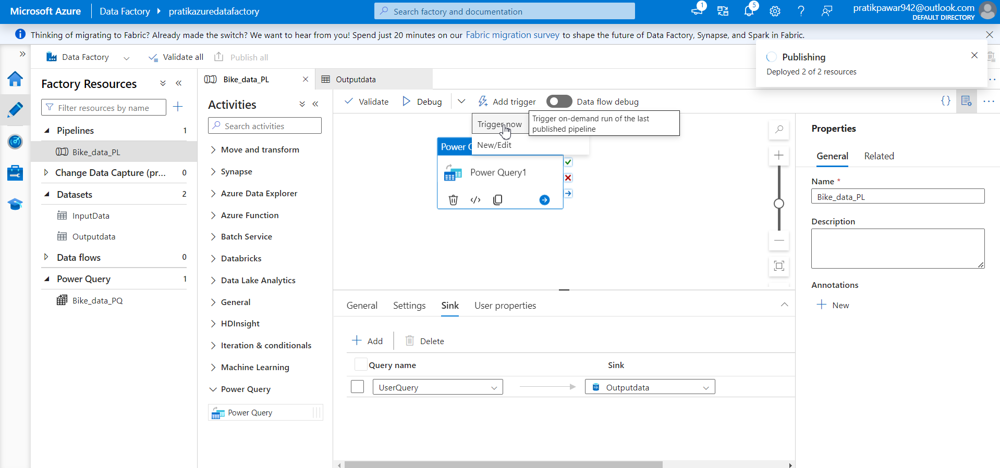 Microsoft Azure
Data Factory
pratikazuredatafactory
Search factory and documentation
1
5
pratikpawar942@outlook.com
DEFAULT DIRECTORY
Thinking of migrating to Fabric? Already made the switch? We want to hear from you! Spend just 20 minutes on our Fabric migration survey to shape the future of Data Factory, Synapse, and Spark in Fabric.
Data Factory
Validate all
Publish all
Publishing
Deployed 2 of 2 resources
Factory Resources
Filter resources by name
Pipelines 1
Bike_data_PL
Change Data Capture (pr... 0
Datasets 2
InputData
Outputdata
Data flows 0
Power Query 1
Bike_data_PQ
Bike_data_PL
Outputdata
Activities
Search activities
Move and transform
Synapse
Azure Data Explorer
Azure Function
Batch Service
Databricks
Data Lake Analytics
General
HDInsight
Iteration & conditionals
Machine Learning
Power Query
Power Query
Validate
Debug
Add trigger
Data flow debug
Trigger now
Trigger on-demand run of the last
published pipeline
New/Edit
Power
Power Query1
General
Settings
Sink
User properties
Add
Delete
Query name
Sink
UserQuery
Outputdata
Properties
General
Related
Name *
Bike_data_PL
Description
Annotations
New